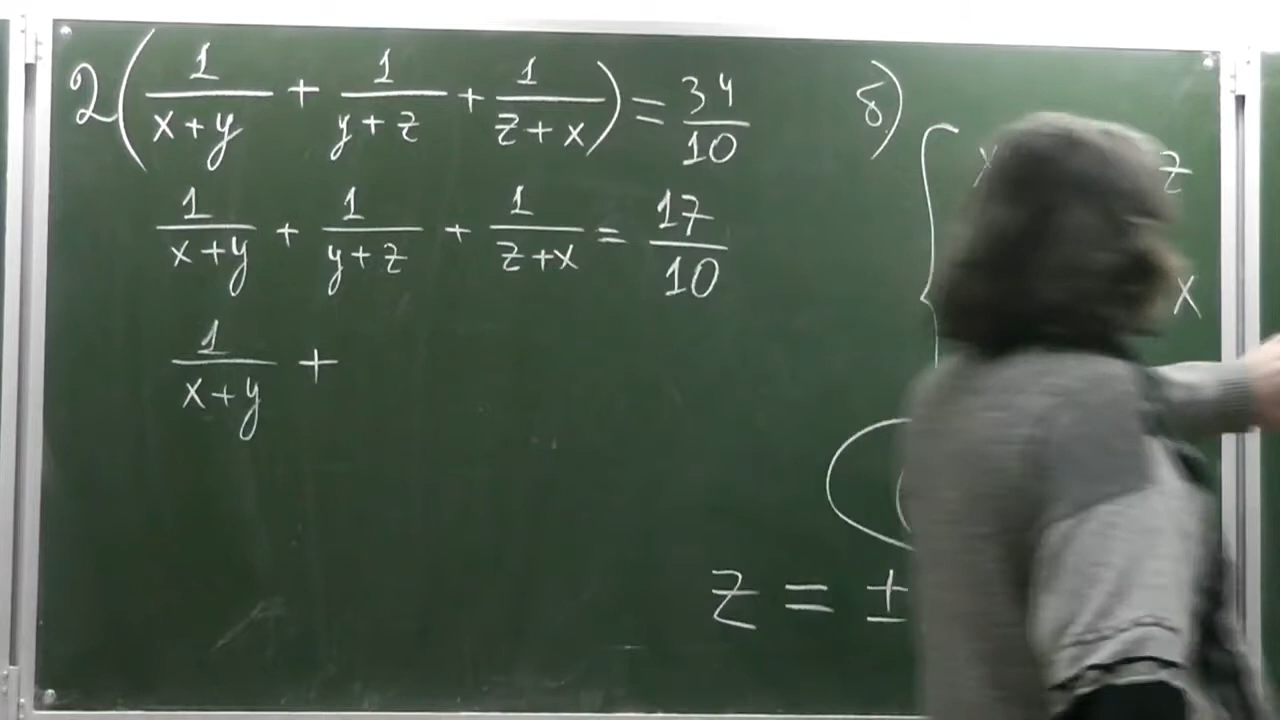 2(1/(x+y) + 1/(y+z) + 1/(z+x)) = 34/10
1/(x+y) + 1/(y+z) + 1/(z+x) = 17/10
1/(x+y) +
б)
z
x
z = ±